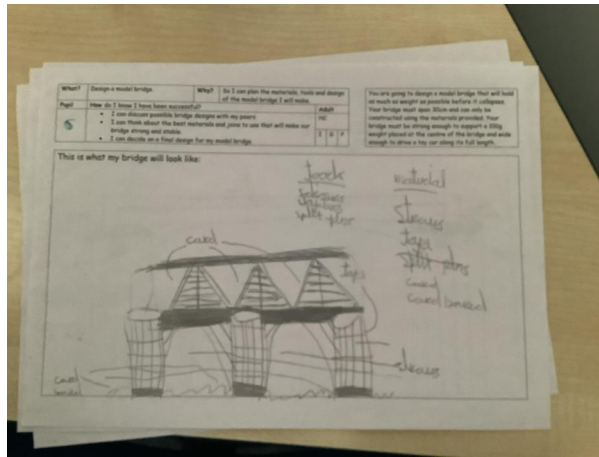 What? Design a model bridge. Why? So I can plan the materials, tools and design
of the model bridge I will make.
Pupil How do I know I have been successful? Adult
• I can discuss possible bridge designs with my peers
• I can think about the best materials and joins to use that will make our
bridge strong and stable.
• I can decide on a final design for my model bridge.
I G P
You are going to design a model bridge that will hold
as much as weight as possible before it collapses.
Your bridge must span 30cm and can only be
constructed using the materials provided. Your
bridge must be strong enough to support a
weight placed at the centre of the bridge and wide
enough to drive a toy car along its full length.
This is what my bridge will look like:
material
Straws
card
card
straws
card